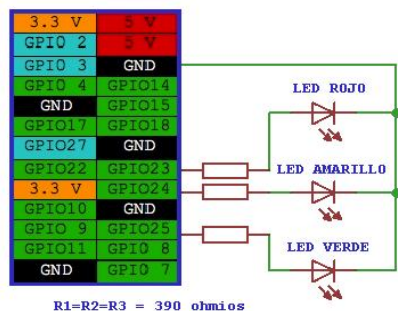 3.3 V 5 V
GPIO 2 5 V
GPIO 3 GND
GPIO 4 GPIO14
GND GPIO15
GPIO17 GPIO18
GPIO27 GND
GPIO22 GPIO23
3.3 V GPIO24
GPIO10 GND
GPIO 9 GPIO25
GPIO11 GPIO 8
GND GPIO 7
LED ROJO
LED AMARILLO
LED VERDE
R1=R2=R3 = 390 ohmios